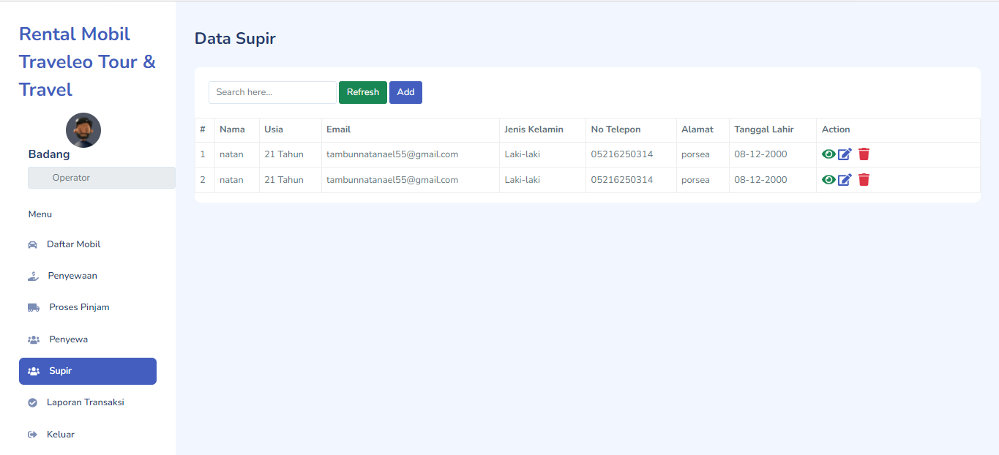 Rental Mobil
Traveleo Tour &
Travel
Badang
Operator
Menu
Daftar Mobil
Penyewaan
Proses Pinjam
Penyewa
Supir
Laporan Transaksi
Keluar
Data Supir
Search here... Refresh Add
# Nama Usia Email Jenis Kelamin No Telepon Alamat Tanggal Lahir Action
1 natan 21 Tahun tambunnatanael55@gmail.com Laki-laki 05216250314 porsea 08-12-2000
2 natan 21 Tahun tambunnatanael55@gmail.com Laki-laki 05216250314 porsea 08-12-2000